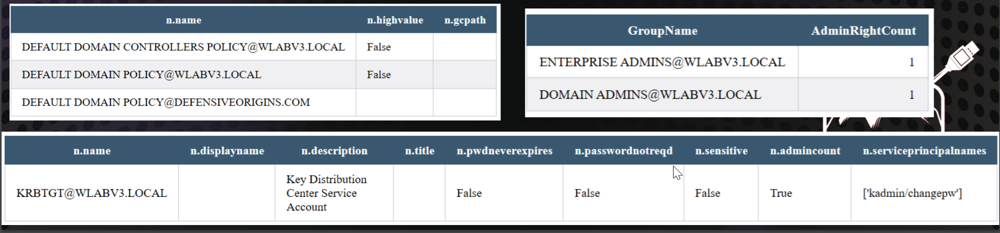 n.name n.highvalue n.gcpath
DEFAULT DOMAIN CONTROLLERS POLICY@WLABV3.LOCAL False
DEFAULT DOMAIN POLICY@WLABV3.LOCAL False
DEFAULT DOMAIN POLICY@DEFENSIVEORIGINS.COM
GroupName AdminRightCount
ENTERPRISE ADMINS@WLABV3.LOCAL 1
DOMAIN ADMINS@WLABV3.LOCAL 1
n.name n.displayname n.description n.title n.pwdneverexpires n.passwordnotreqd n.sensitive n.admincount n.serviceprincipalnames
Key Distribution
KRBTGT@WLABV3.LOCAL Center Service False False False True ['kadmin/changepw']
Account